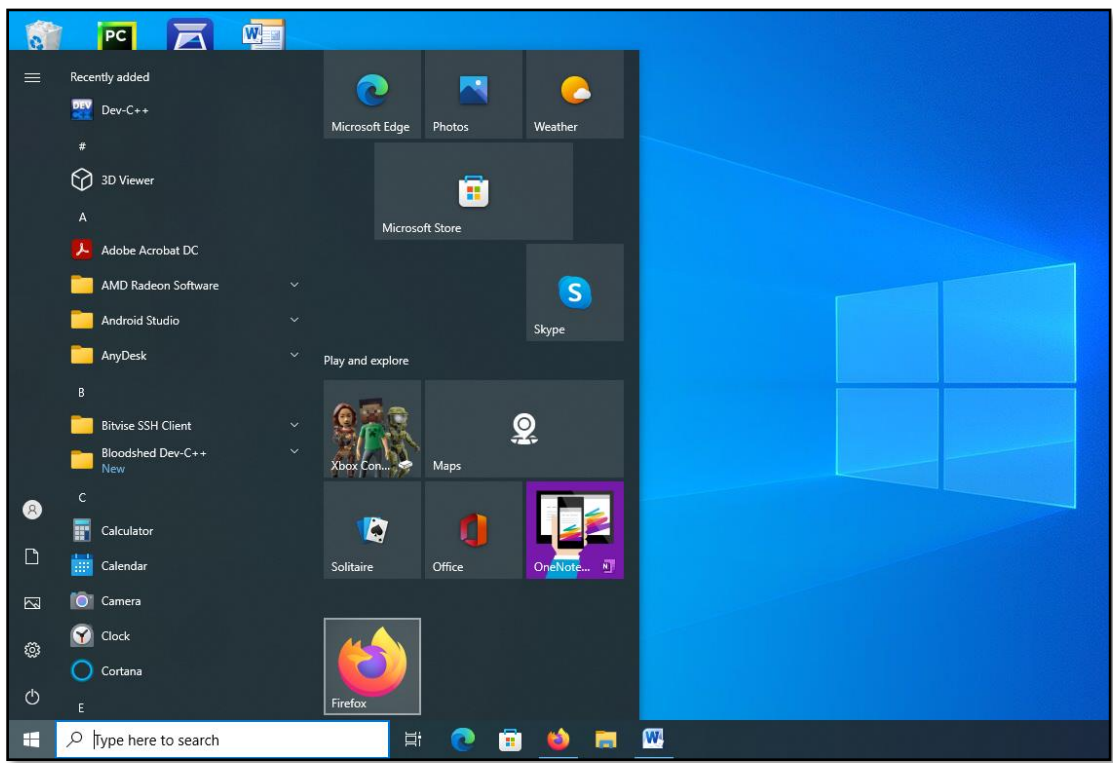 PC
W
Recently added
DEV
Dev-C++
#
3D Viewer
A
Adobe Acrobat DC
AMD Radeon Software
Android Studio
AnyDesk
B
Bitvise SSH Client
Bloodshed Dev-C++
New
C
Calculator
Calendar
Camera
Clock
Cortana
E
Microsoft Edge
Photos
Weather
Microsoft Store
S
Skype
Play and explore
Xbox Con...
Maps
Solitaire
Office
OneNote...
N
Firefox
Type here to search
W